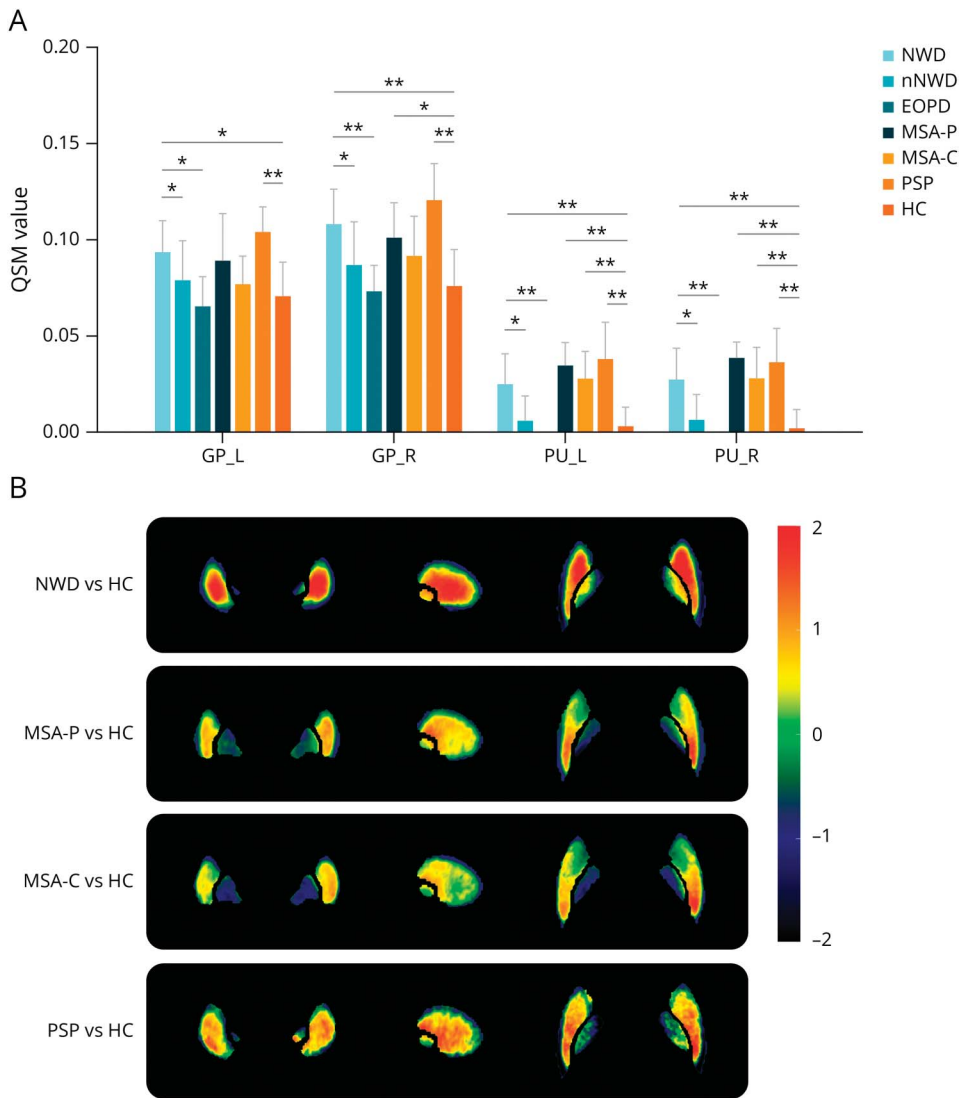 A
QSM value
0.20
0.15
0.10
0.05
0.00
* * * **
* ** ** * **
* ** ** ** ** **
* ** ** ** ** **
GP_L GP_R PU_L PU_R
NWD
nNWD
EOPD
MSA-P
MSA-C
PSP
HC
B
NWD vs HC
MSA-P vs HC
MSA-C vs HC
PSP vs HC
2
1
0
−1
−2